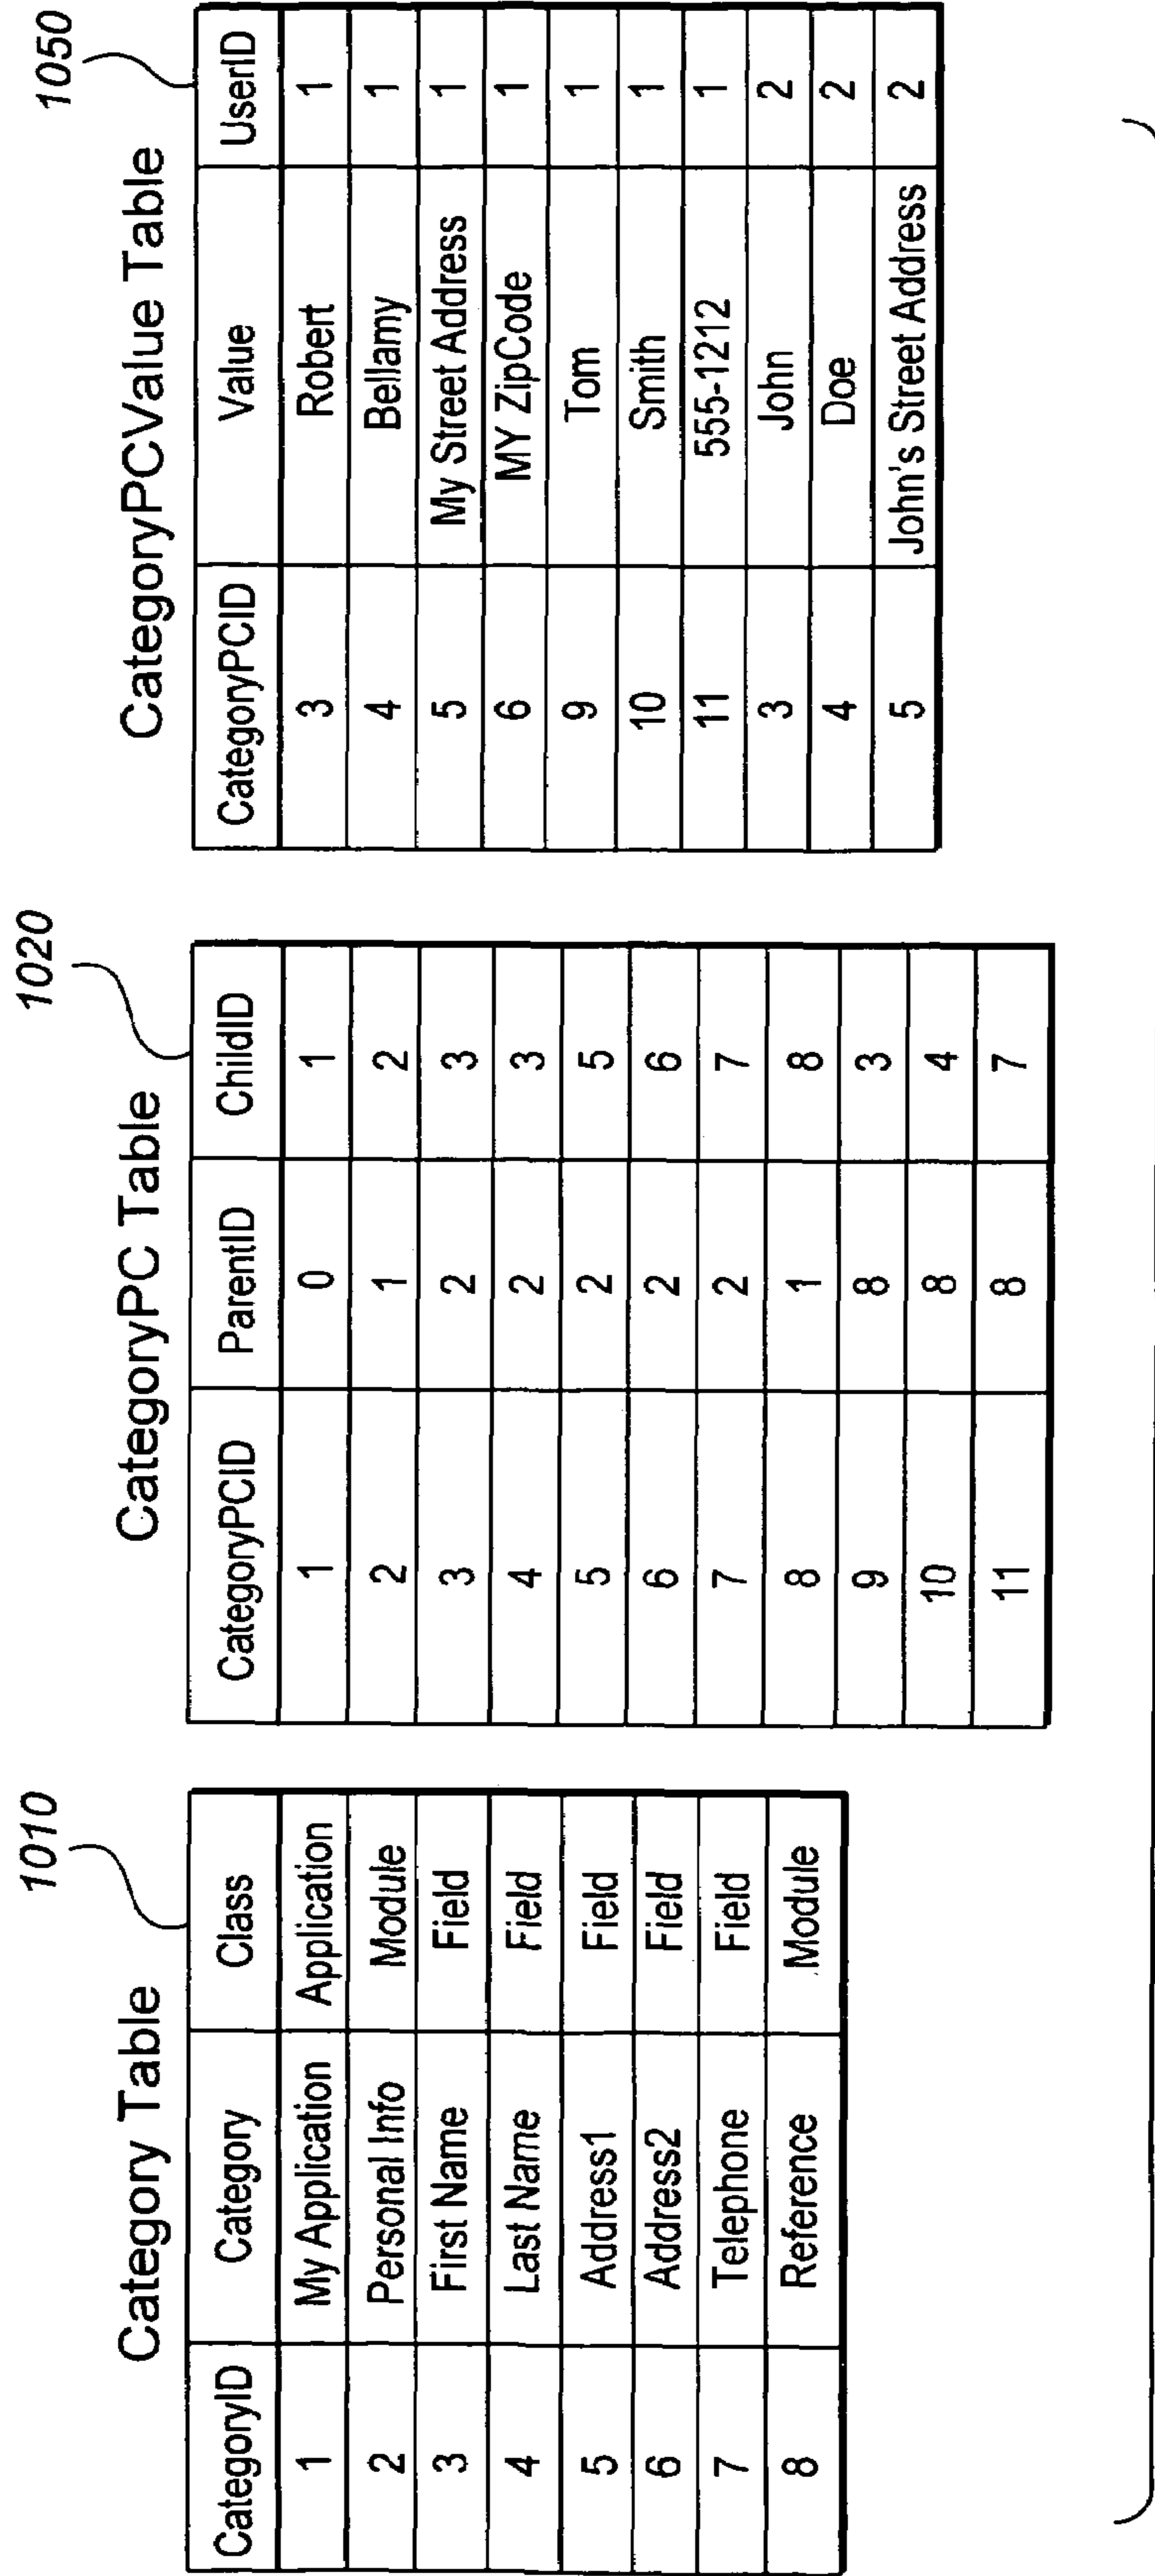 1010
Category Table
CategoryID Category Class
1 My Application Application
2 Personal Info Module
3 First Name Field
4 Last Name Field
5 Address1 Field
6 Address2 Field
7 Telephone Field
8 Reference Module
1020
CategoryPC Table
CategoryPCID ParentID ChildID
1 0 1
2 1 2
3 2 3
4 2 3
5 2 5
6 2 6
7 2 7
8 1 8
9 8 3
10 8 4
11 8 7
1050
CategoryPCValue Table
CategoryPCID Value UserID
3 Robert 1
4 Bellamy 1
5 My Street Address 1
6 MY ZipCode 1
9 Tom 1
10 Smith 1
11 555-1212 1
3 John 2
4 Doe 2
5 John's Street Address 2